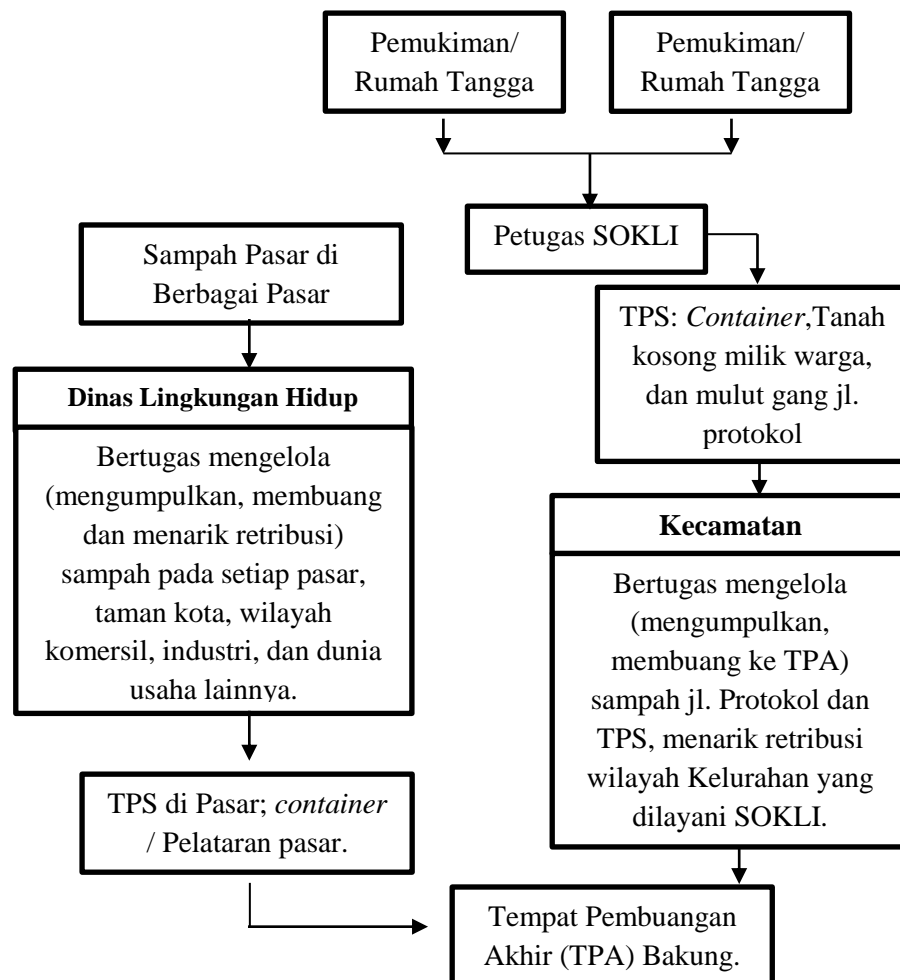 Pemukiman/
Rumah Tangga
Pemukiman/
Rumah Tangga
Petugas SOKLI
Sampah Pasar di
Berbagai Pasar
TPS: Container,Tanah
kosong milik warga,
dan mulut gang jl.
protokol
Dinas Lingkungan Hidup
Bertugas mengelola
(mengumpulkan, membuang
dan menarik retribusi)
sampah pada setiap pasar,
taman kota, wilayah
komersil, industri, dan dunia
usaha lainnya.
Kecamatan
Bertugas mengelola
(mengumpulkan,
membuang ke TPA)
sampah jl. Protokol dan
TPS, menarik retribusi
wilayah Kelurahan yang
dilayani SOKLI.
TPS di Pasar; container
/ Pelataran pasar.
Tempat Pembuangan
Akhir (TPA) Bakung.